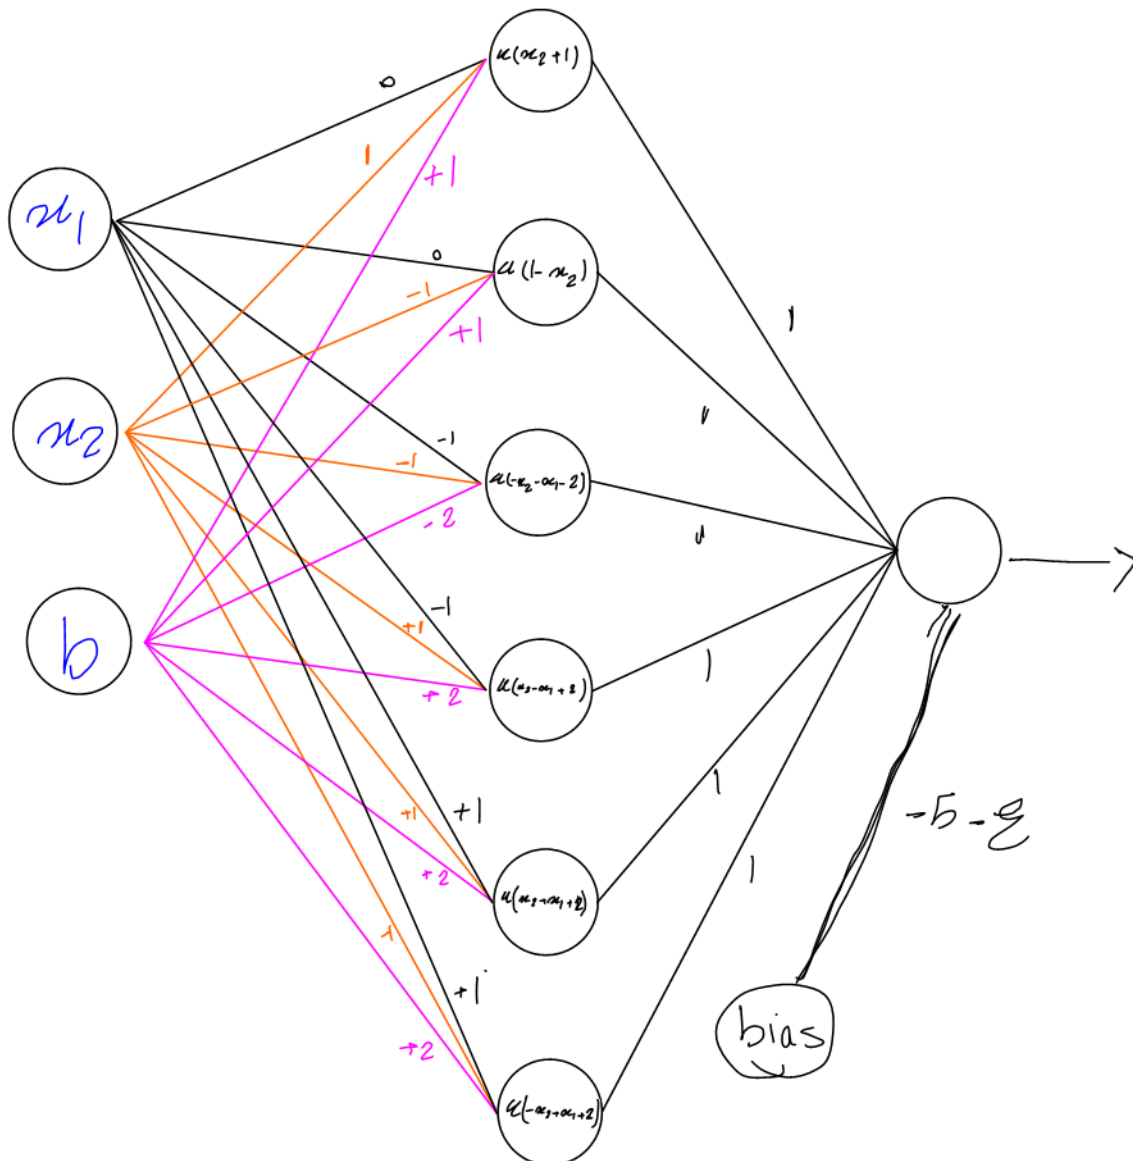 u(x₂+1)
0
1
+1
x₁
0
u(1-x₂)
-1
+1
1
x₂
-1
-1
u(-x₂-x₁-2)
-2
b
-1
+1
u(x₂-x₁+2)
+2
1
+1
+1
1
+2
u(x₂+x₁+2)
-5-ξ
1
+1
+2
bias
u(-x₂+x₁+2)